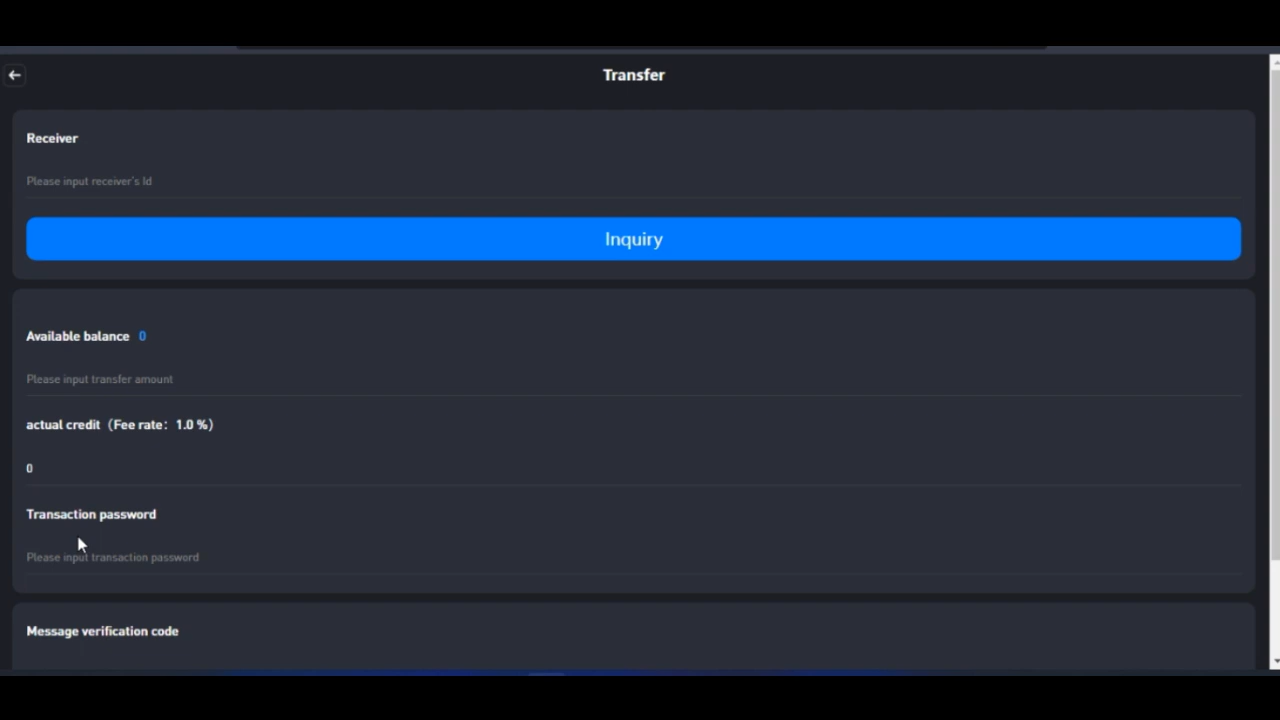 Transfer
Receiver
Please input receiver's Id
Inquiry
Available balance 0
Please input transfer amount
actual credit（Fee rate：1.0 %）
0
Transaction password
Please input transaction password
Message verification code